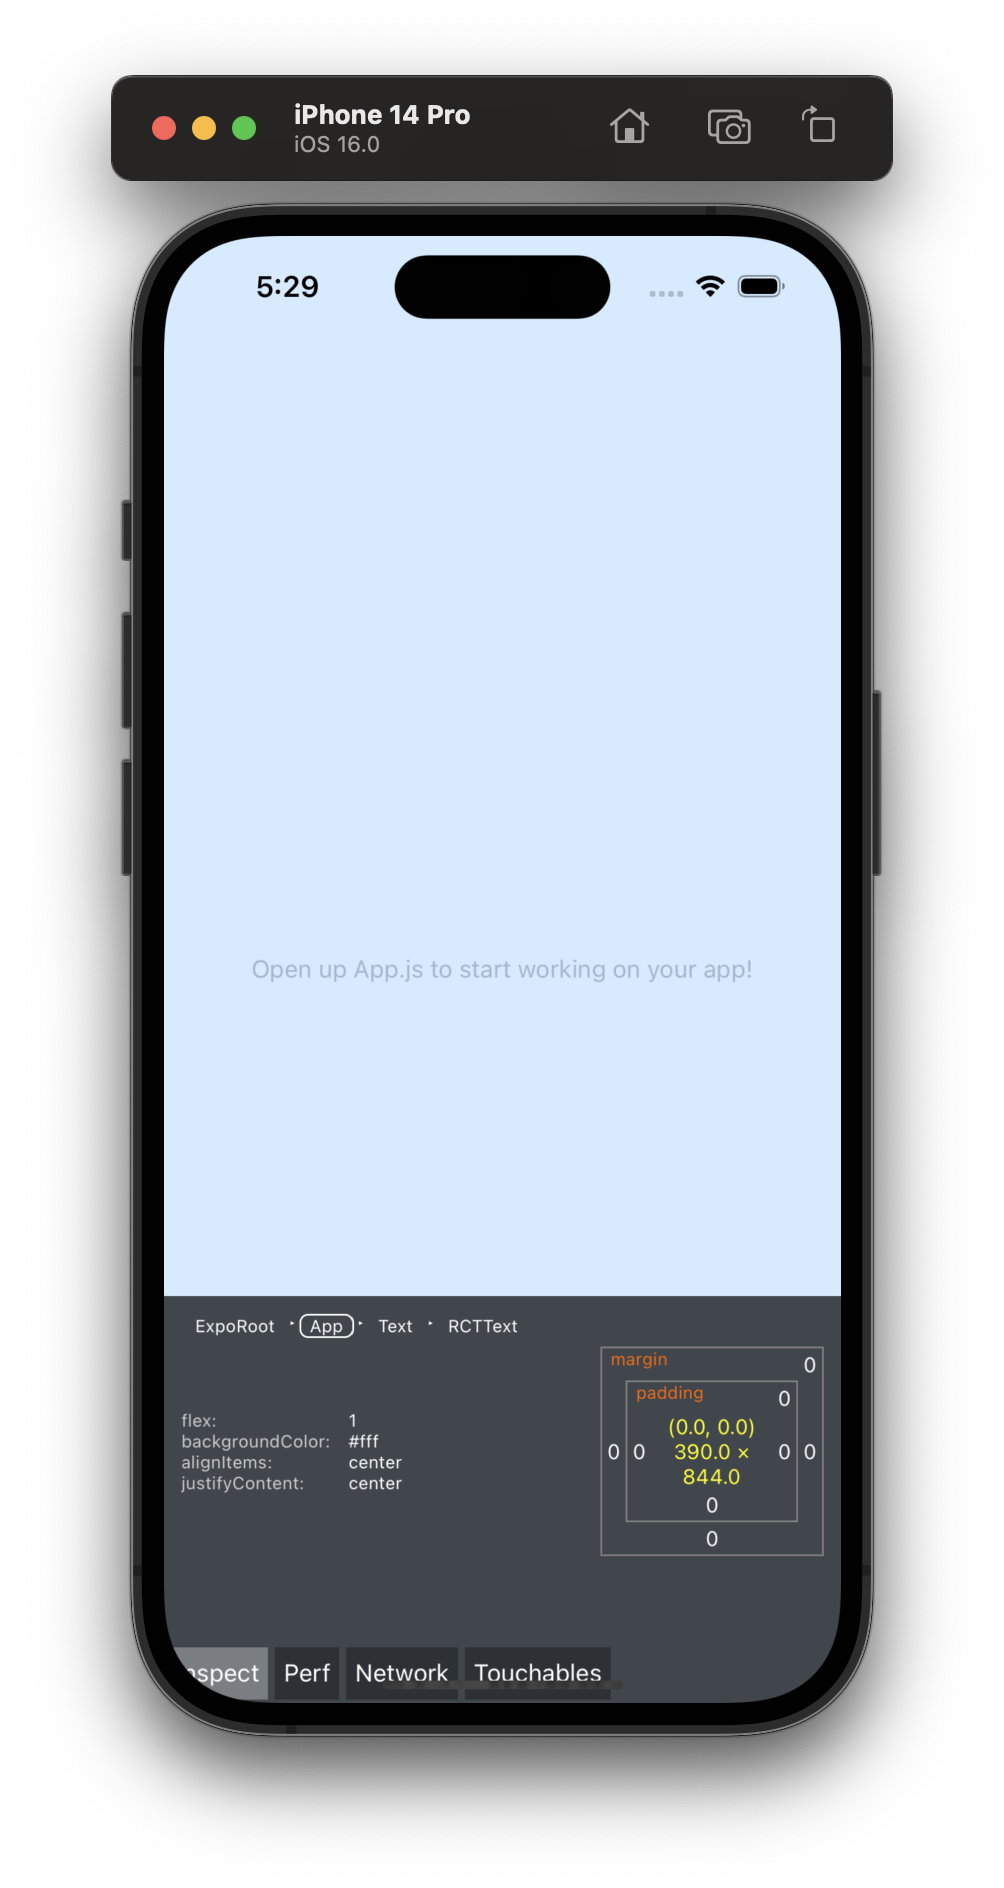 iPhone 14 Pro
iOS 16.0
5:29
Open up App.js to start working on your app!
ExpoRoot ‣ App ‣ Text ‣ RCTText
margin 0
padding 0
flex: 1
backgroundColor: #fff
alignItems: center
justifyContent: center
(0.0, 0.0)
0 0 390.0 × 0 0
844.0
0
0
nspect Perf Network Touchables